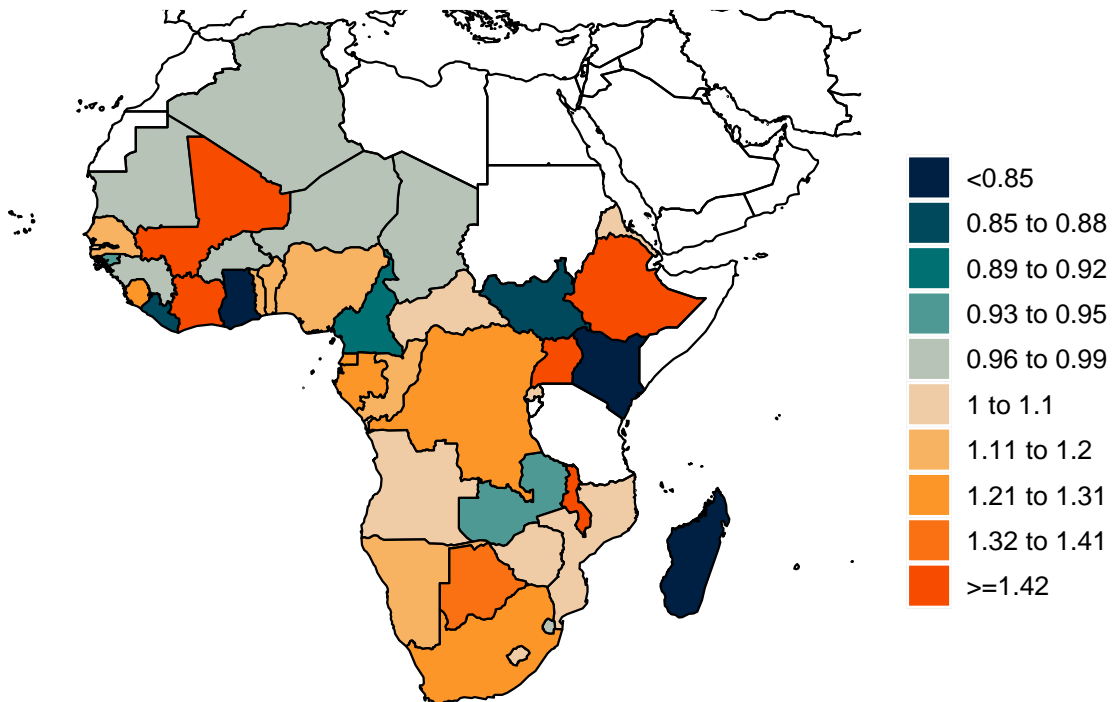 <0.85
0.85 to 0.88
0.89 to 0.92
0.93 to 0.95
0.96 to 0.99
1 to 1.1
1.11 to 1.2
1.21 to 1.31
1.32 to 1.41
>=1.42